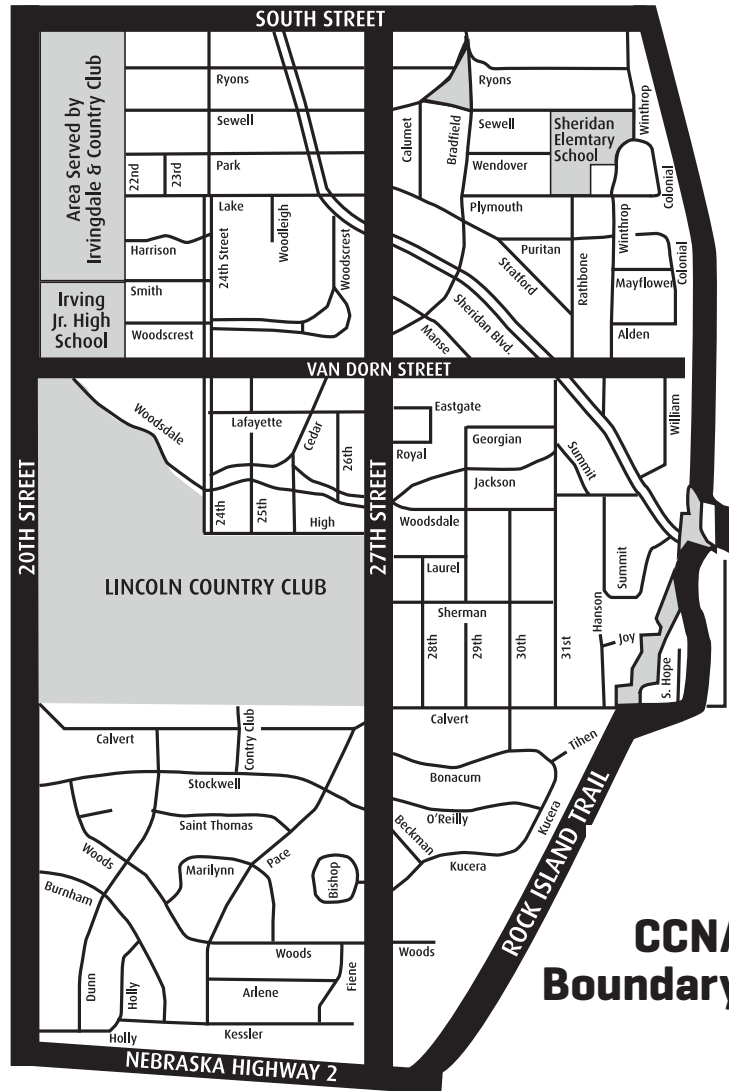 SOUTH STREET
Area Served by
Irvingdale & Country club
Ryons
Sewell
22nd
23rd
Park
Lake
24th Street
Woodleigh
Woodscrest
Harrison
Smith
Irving
Jr. High
School
Woodscrest
Ryons
Calumet
Bradfield
Sewell
Wendover
Sheridan
Elemtary
School
Winthrop
Colonial
Plymouth
Puritan
Stratford
Rathbone
Winthrop
Colonial
Mayflower
Manse
Sheridan Blvd.
Alden
VAN DORN STREET
20TH STREET
27TH STREET
Woodsdale
Lafayette
Cedar
26th
24th
25th
High
LINCOLN COUNTRY CLUB
Eastgate
Royal
Georgian
Jackson
Summit
William
Woodsdale
Laurel
Sherman
28th
29th
30th
31st
Hanson
Joy
Summit
S. Hope
Calvert
Contry Club
Stockwell
Saint Thomas
Woods
Marilynn
Pace
Bishop
Burnham
Dunn
Holly
Woods
Arlene
Fiene
Holly
Kessler
Calvert
Tihen
Bonacum
O'Reilly
Kucera
Beckman
Kucera
Woods
ROCK ISLAND TRAIL
NEBRASKA HIGHWAY 2
CCNA
Boundary